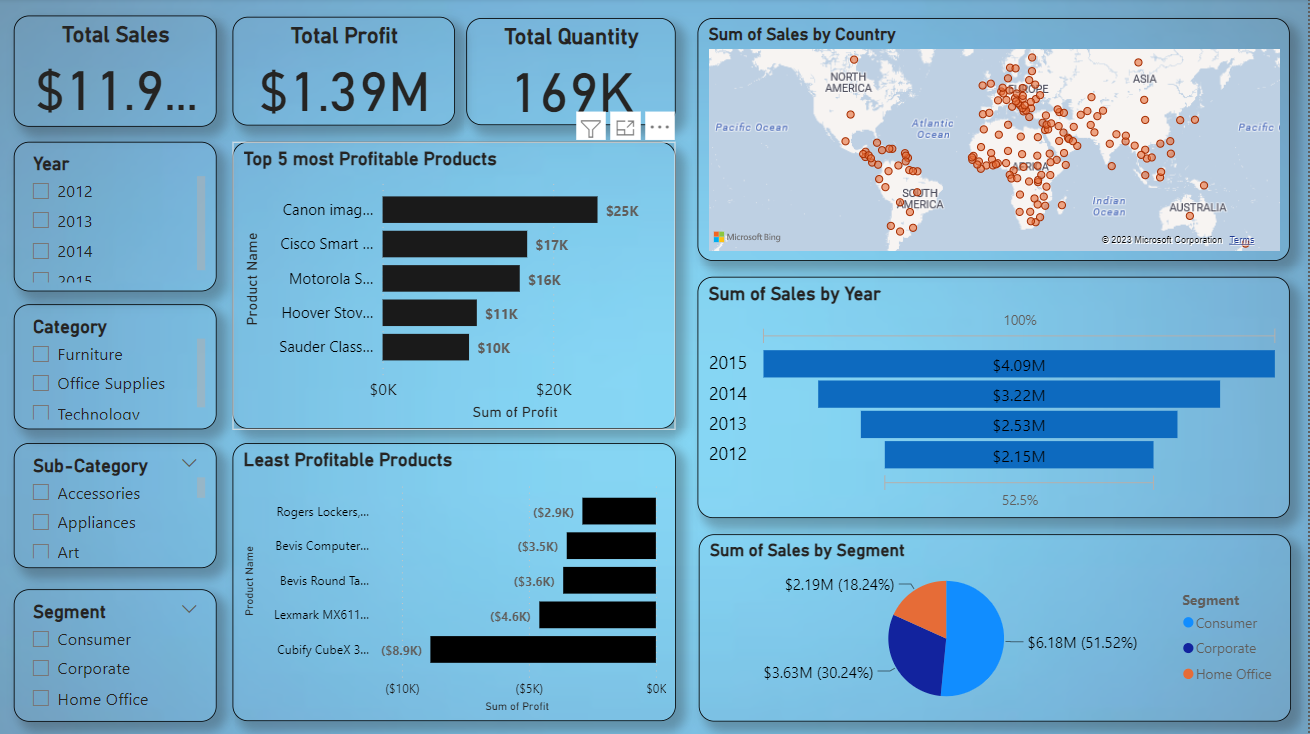 Total Sales
$11.9...
Total Profit
$1.39M
Total Quantity
169K
Year
2012
2013
2014
2015
Category
Furniture
Office Supplies
Technology
Sub-Category
Accessories
Appliances
Art
Segment
Consumer
Corporate
Home Office
Top 5 most Profitable Products
Product Name
Canon imag...
$25K
Cisco Smart ...
$17K
Motorola S...
$16K
Hoover Stov...
$11K
Sauder Class...
$10K
$0K
$20K
Sum of Profit
Least Profitable Products
Product Name
Rogers Lockers,...
($2.9K)
Bevis Computer...
($3.5K)
Bevis Round Ta...
($3.6K)
Lexmark MX611...
($4.6K)
Cubify CubeX 3...
($8.9K)
($10K)
($5K)
$0K
Sum of Profit
Sum of Sales by Country
NORTH
AMERICA
EUROPE
ASIA
Pacific Ocean
Atlantic
Ocean
Pacific
AFRICA
SOUTH
AMERICA
Indian
Ocean
AUSTRALIA
Microsoft Bing
© 2023 Microsoft Corporation Terms
Sum of Sales by Year
100%
2015
$4.09M
2014
$3.22M
2013
$2.53M
2012
$2.15M
52.5%
Sum of Sales by Segment
$2.19M (18.24%)
$3.63M (30.24%)
$6.18M (51.52%)
Segment
Consumer
Corporate
Home Office